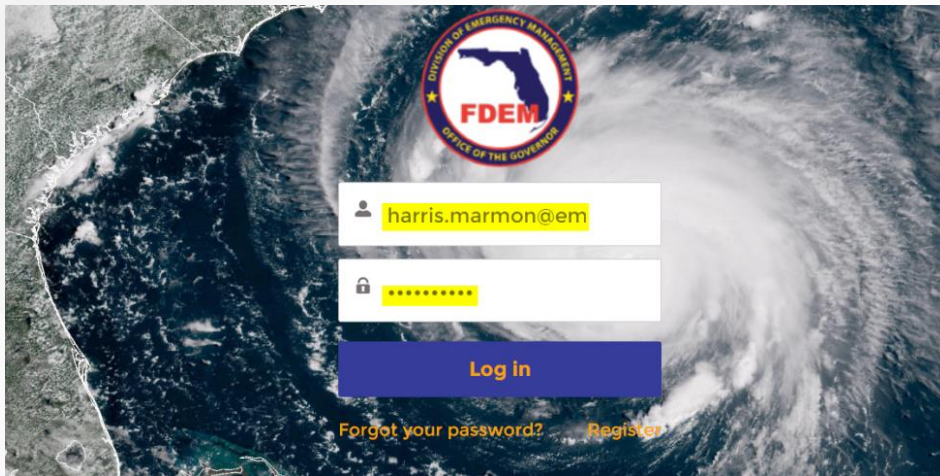 DIVISION OF EMERGENCY MANAGEMENT
FDEM
OFFICE OF THE GOVERNOR
harris.marmon@em
••••••••••
Log in
Forgot your password? Register